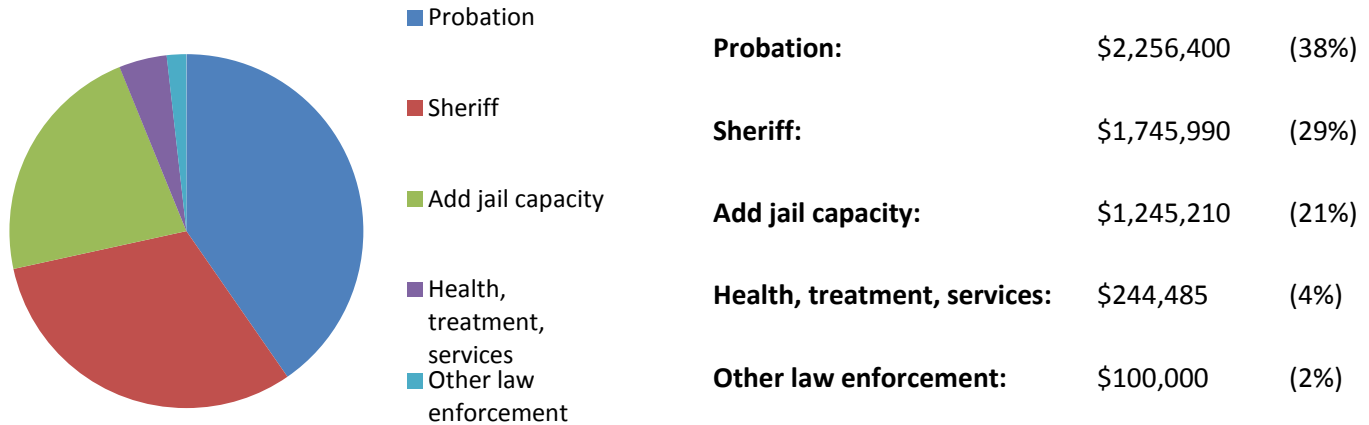 Probation
Sheriff
Add jail capacity
Health,
treatment,
services
Other law
enforcement
Probation: $2,256,400 (38%)
Sheriff: $1,745,990 (29%)
Add jail capacity: $1,245,210 (21%)
Health, treatment, services: $244,485 (4%)
Other law enforcement: $100,000 (2%)